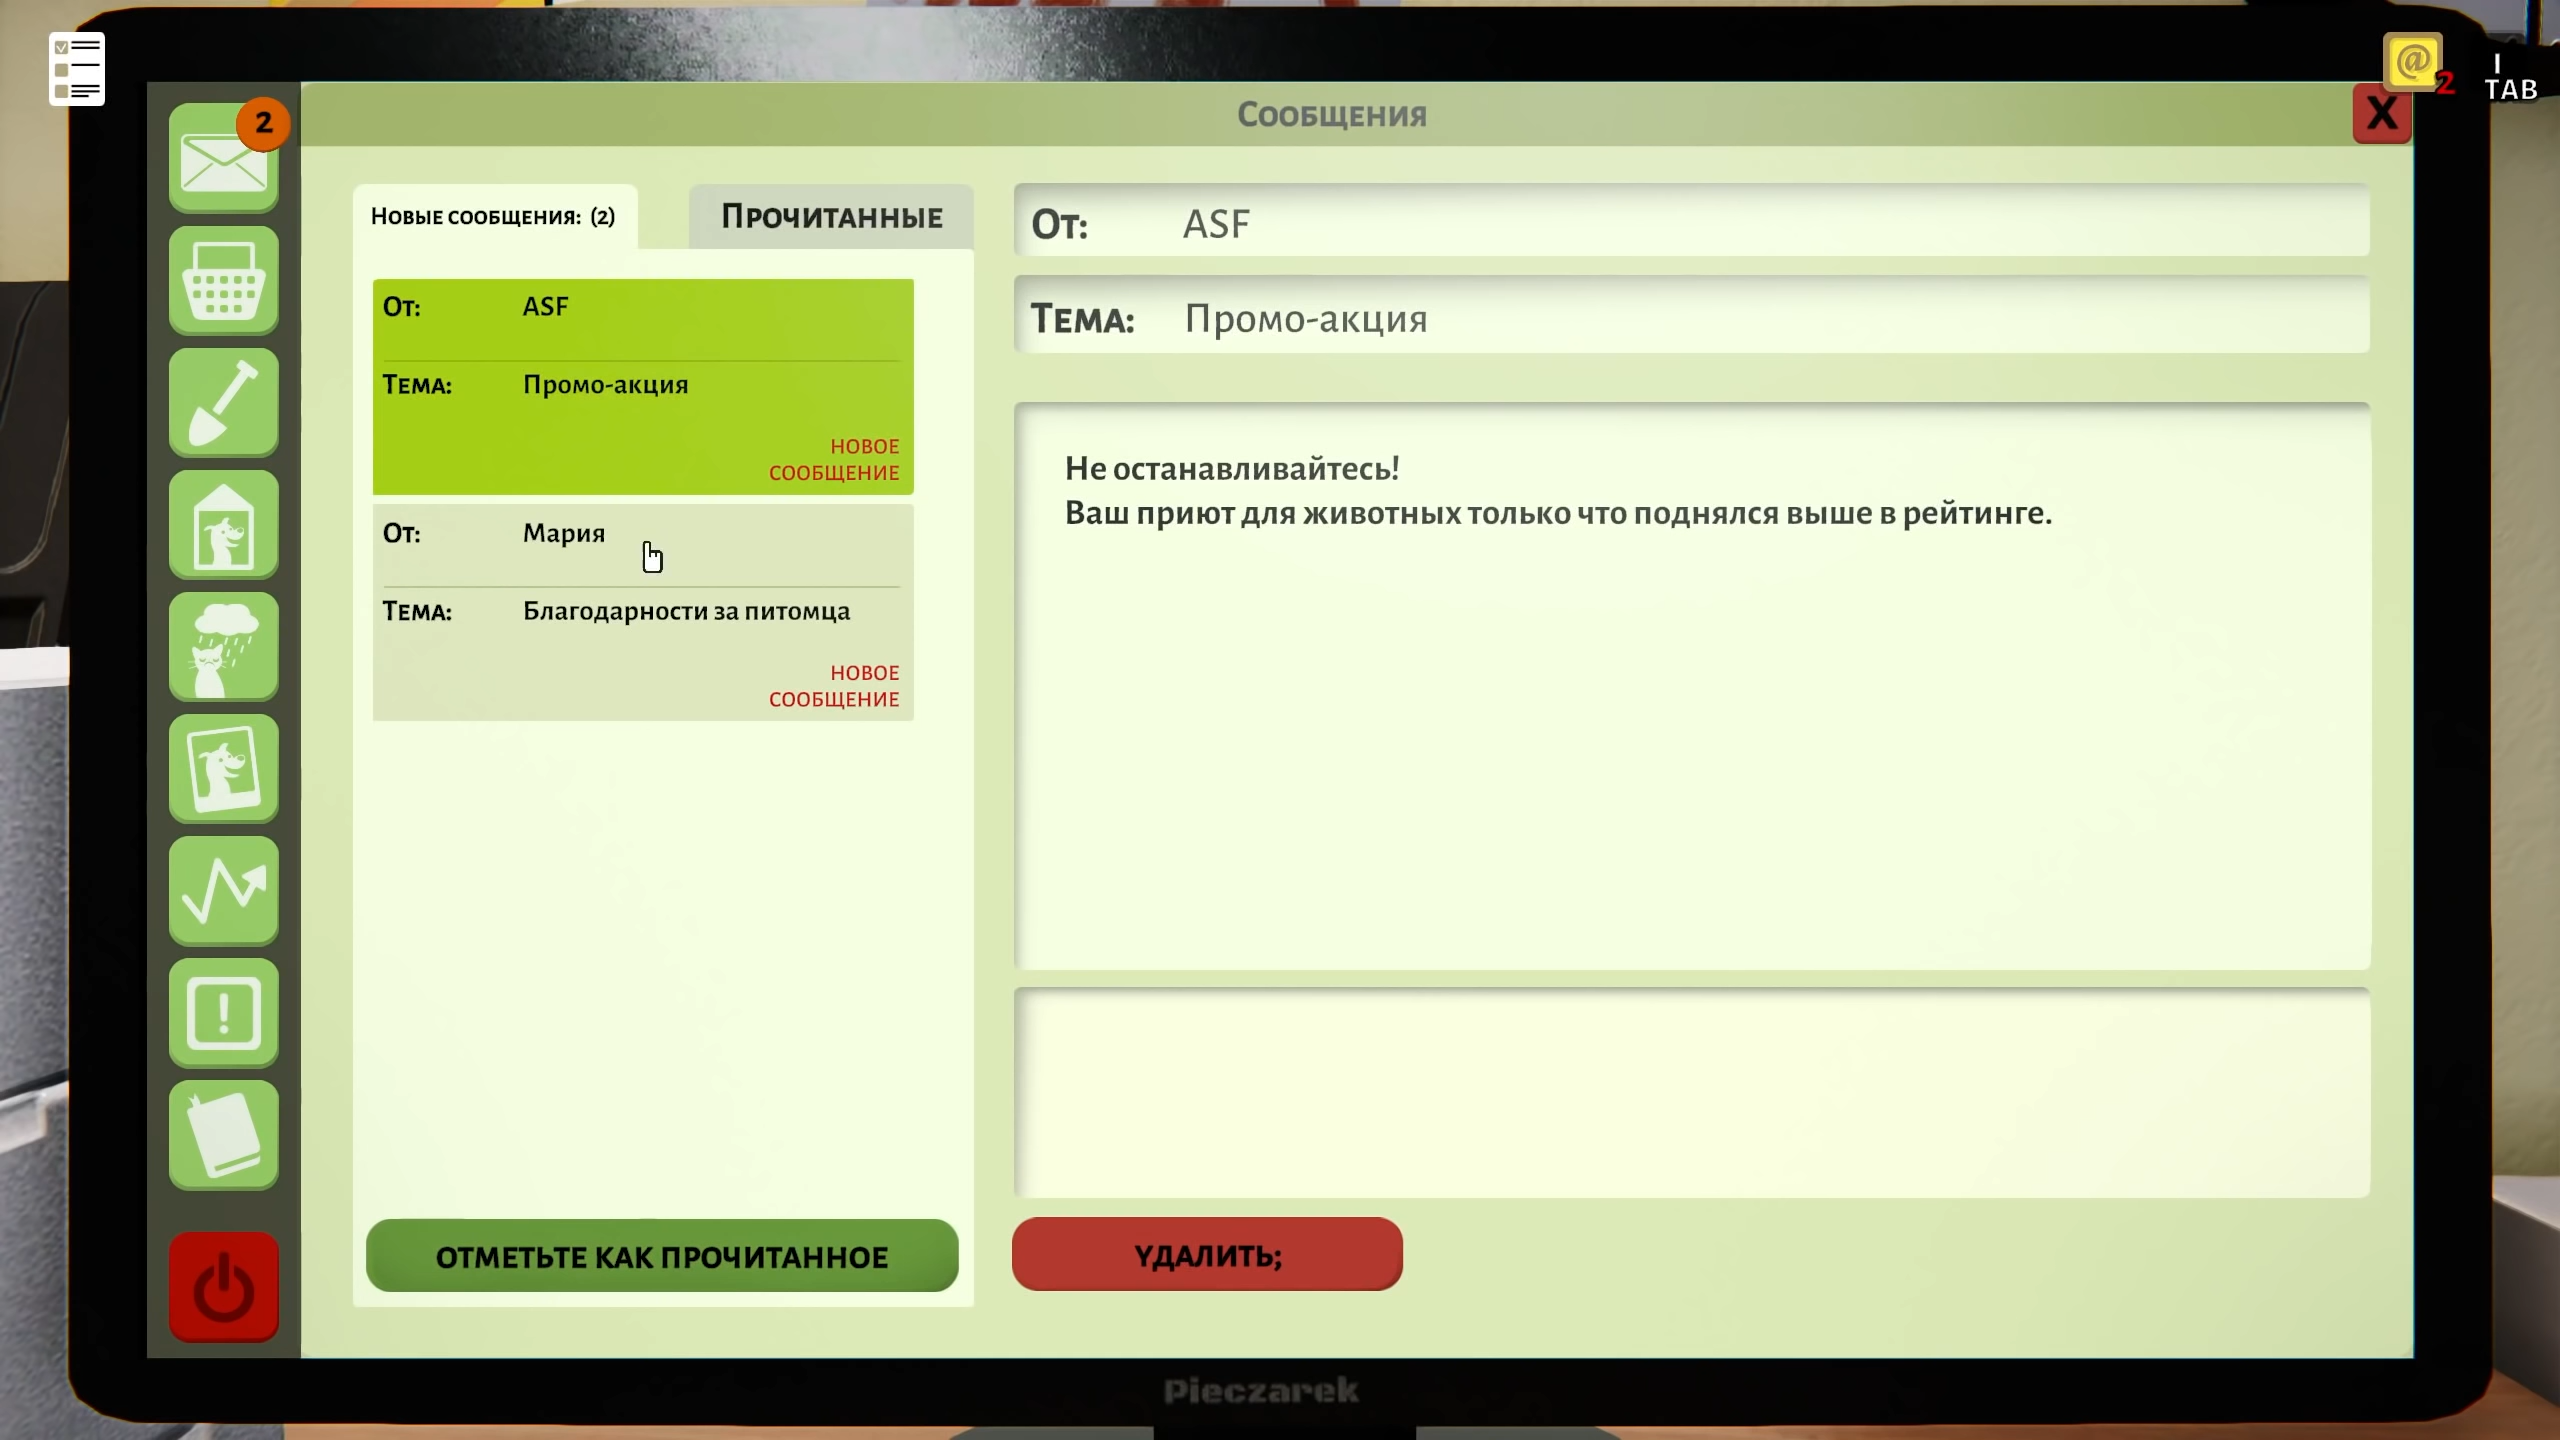 @ 2
I
TAB
2
Сообщения
X
Новые сообщения: (2)
Прочитанные
От: ASF
Тема: Промо-акция
НОВОЕ
СООБЩЕНИЕ
От: Мария
Тема: Благодарности за питомца
НОВОЕ
СООБЩЕНИЕ
ОТМЕТЬТЕ КАК ПРОЧИТАННОЕ
От: ASF
Тема: Промо-акция
Не останавливайтесь!
Ваш приют для животных только что поднялся выше в рейтинге.
УДАЛИТЬ;
Pieczarek